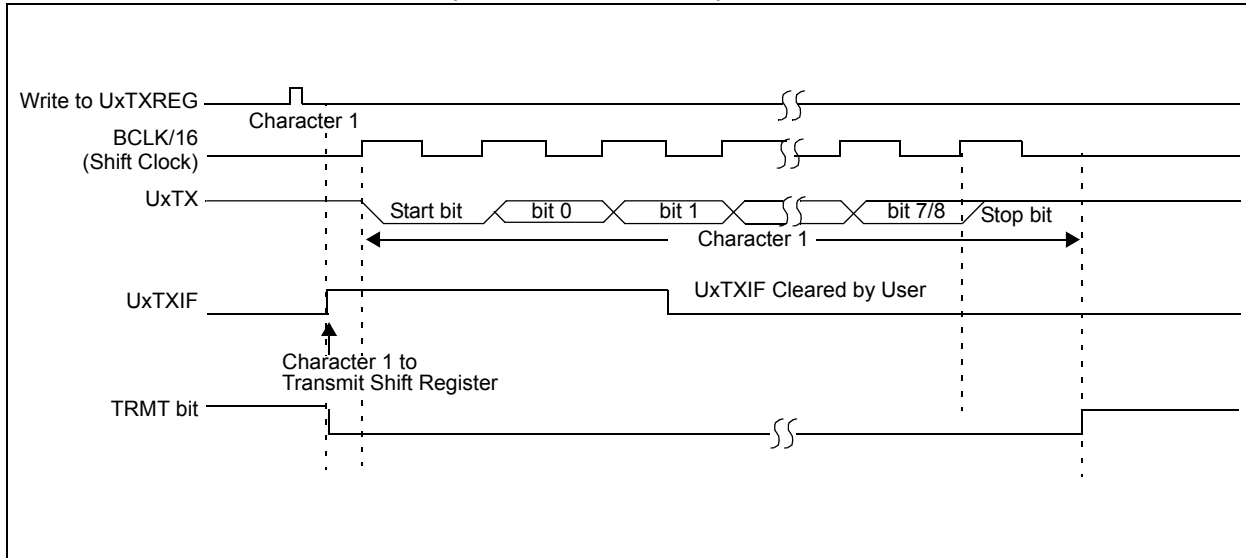 Write to UxTXREG
Character 1
BCLK/16
(Shift Clock)
UxTX
Start bit
bit 0
bit 1
bit 7/8
Stop bit
Character 1
UxTXIF
UxTXIF Cleared by User
Character 1 to
Transmit Shift Register
TRMT bit